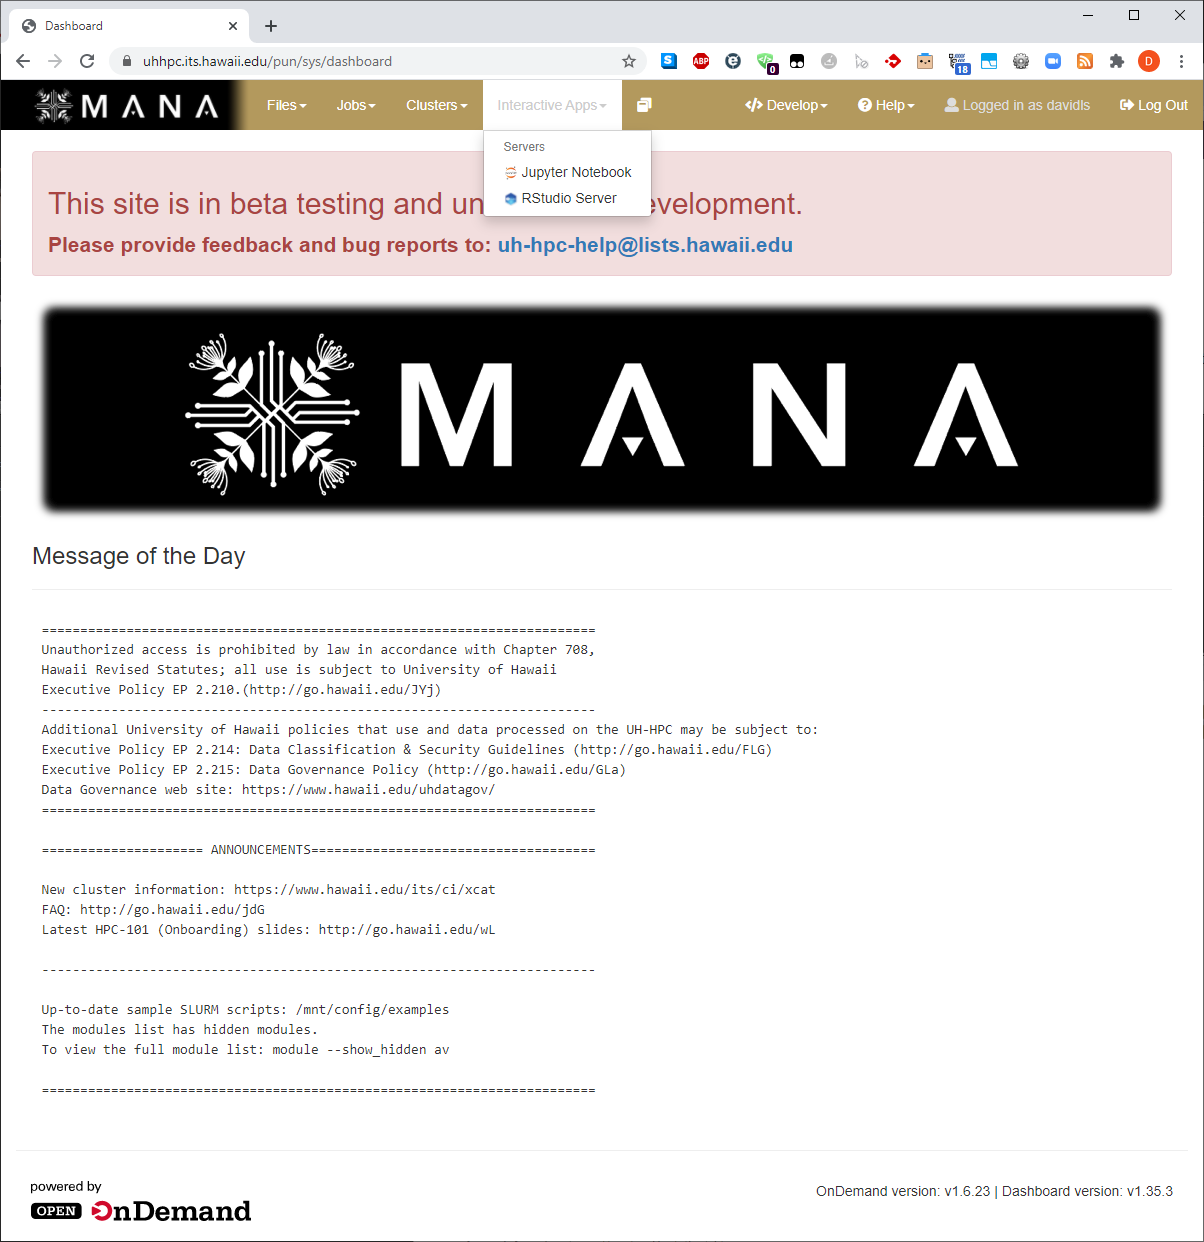 Dashboard
uhhpc.its.hawaii.edu/pun/sys/dashboard
S ABP e 0 18 D
MANA Files Jobs Clusters Interactive Apps Develop Help Logged in as davidls Log Out
Servers
Jupyter Notebook
RStudio Server
This site is in beta testing and un evelopment.
Please provide feedback and bug reports to: uh-hpc-help@lists.hawaii.edu
MANA
Message of the Day
========================================================================
Unauthorized access is prohibited by law in accordance with Chapter 708,
Hawaii Revised Statutes; all use is subject to University of Hawaii
Executive Policy EP 2.210.(http://go.hawaii.edu/JYj)
------------------------------------------------------------------------
Additional University of Hawaii policies that use and data processed on the UH-HPC may be subject to:
Executive Policy EP 2.214: Data Classification & Security Guidelines (http://go.hawaii.edu/FLG)
Executive Policy EP 2.215: Data Governance Policy (http://go.hawaii.edu/GLa)
Data Governance web site: https://www.hawaii.edu/uhdatagov/
========================================================================
===================== ANNOUNCEMENTS=====================================
New cluster information: https://www.hawaii.edu/its/ci/xcat
FAQ: http://go.hawaii.edu/jdG
Latest HPC-101 (Onboarding) slides: http://go.hawaii.edu/wL
------------------------------------------------------------------------
Up-to-date sample SLURM scripts: /mnt/config/examples
The modules list has hidden modules.
To view the full module list: module --show_hidden av
========================================================================
powered by
OPEN OnDemand
OnDemand version: v1.6.23 | Dashboard version: v1.35.3